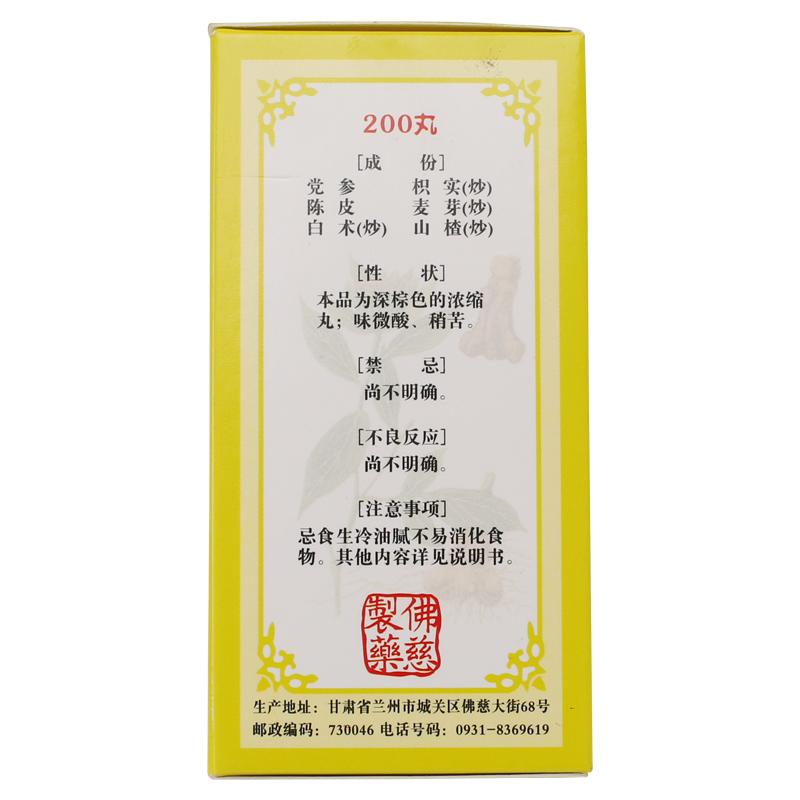 200丸
[成 份]
党 参 枳 实(炒)
陈 皮 麦 芽(炒)
白 术(炒) 山 楂(炒)
[性 状]
本品为深棕色的浓缩
丸；味微酸、稍苦。
[禁 忌]
尚不明确。
[不良反应]
尚不明确。
[注意事项]
忌食生冷油腻不易消化食
物。其他内容详见说明书。
佛慈
製藥
生产地址：甘肃省兰州市城关区佛慈大街68号
邮政编码：730046 电话号码：0931-8369619